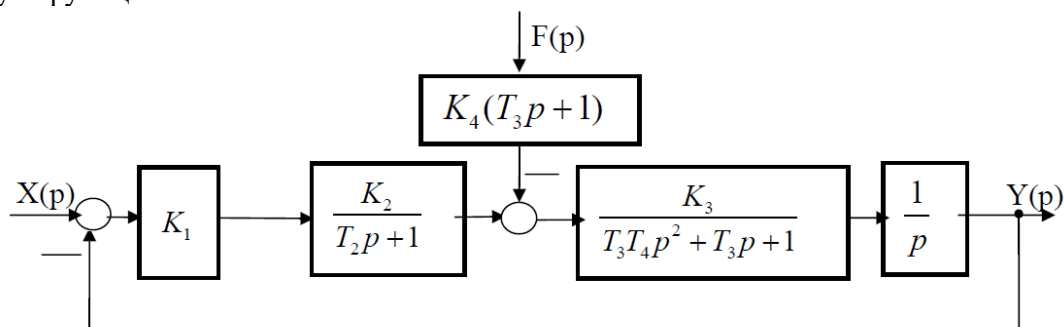 F(p)
K₄(T₃p + 1)
X(p)
K₁
K₂ / (T₂p + 1)
K₃ / (T₃T₄p² + T₃p + 1)
1 / p
Y(p)